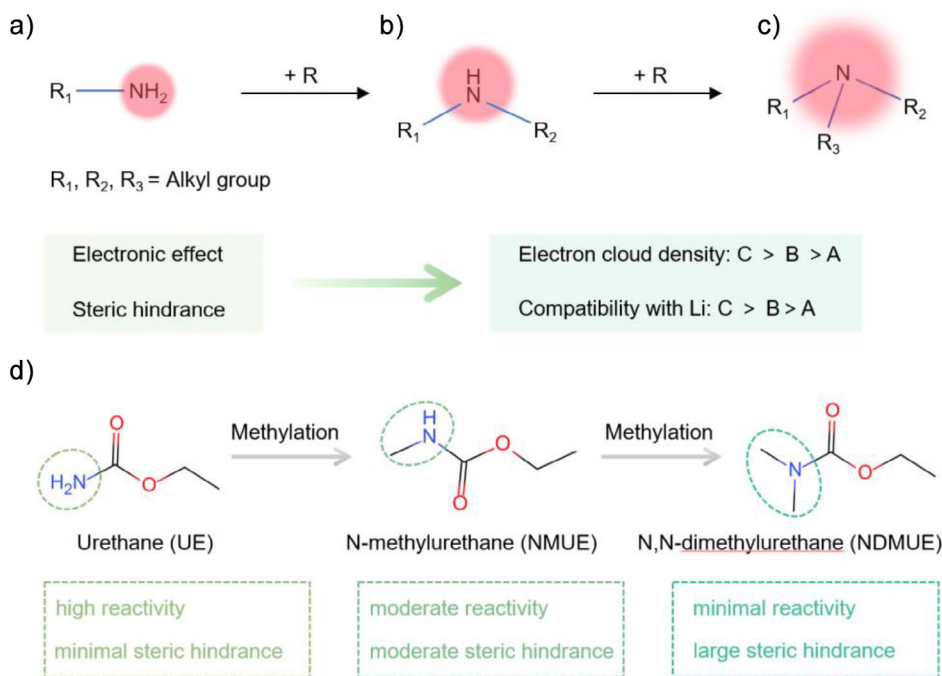 a)
b)
c)
R₁
NH₂
+ R
H
N
R₁
R₂
+ R
N
R₁
R₂
R₃
R₁, R₂, R₃ = Alkyl group
Electronic effect
Steric hindrance
Electron cloud density: C > B > A
Compatibility with Li: C > B > A
d)
H₂N
O
O
Methylation
H
N
O
O
Methylation
O
N
O
Urethane (UE)
N-methylurethane (NMUE)
N,N-dimethylurethane (NDMUE)
high reactivity
minimal steric hindrance
moderate reactivity
moderate steric hindrance
minimal reactivity
large steric hindrance